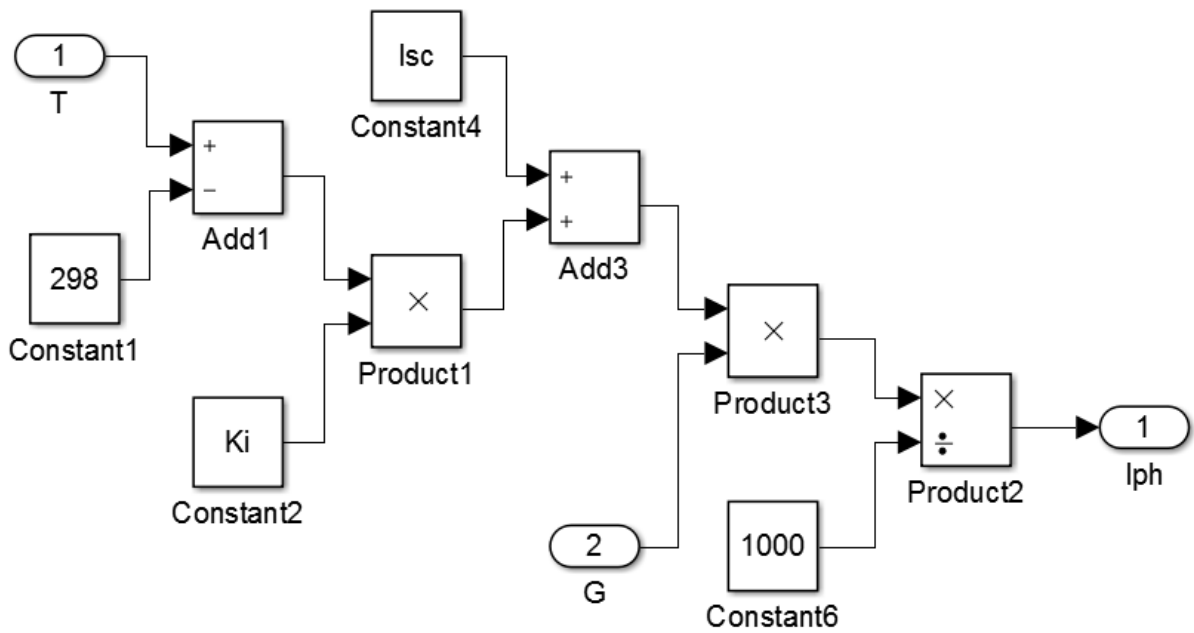 1
T
Isc
Constant4
+
−
Add1
298
Constant1
+
+
Add3
×
Product1
Ki
Constant2
×
Product3
×
÷
Product2
1
Iph
2
G
1000
Constant6